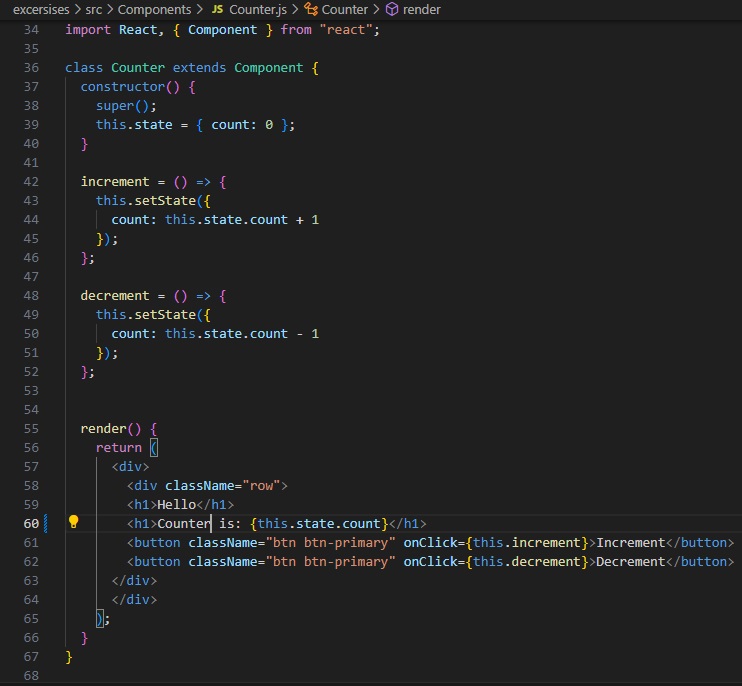 excersises > src > Components > JS Counter.js > Counter > render
34 import React, { Component } from "react";
35
36 class Counter extends Component {
37   constructor() {
38     super();
39     this.state = { count: 0 };
40   }
41
42   increment = () => {
43     this.setState({
44       count: this.state.count + 1
45     });
46   };
47
48   decrement = () => {
49     this.setState({
50       count: this.state.count - 1
51     });
52   };
53
54
55   render() {
56     return (
57       <div>
58         <div className="row">
59         <h1>Hello</h1>
60         <h1>Counter is: {this.state.count}</h1>
61         <button className="btn btn-primary" onClick={this.increment}>Increment</button>
62         <button className="btn btn-primary" onClick={this.decrement}>Decrement</button>
63       </div>
64       </div>
65     );
66   }
67 }
68